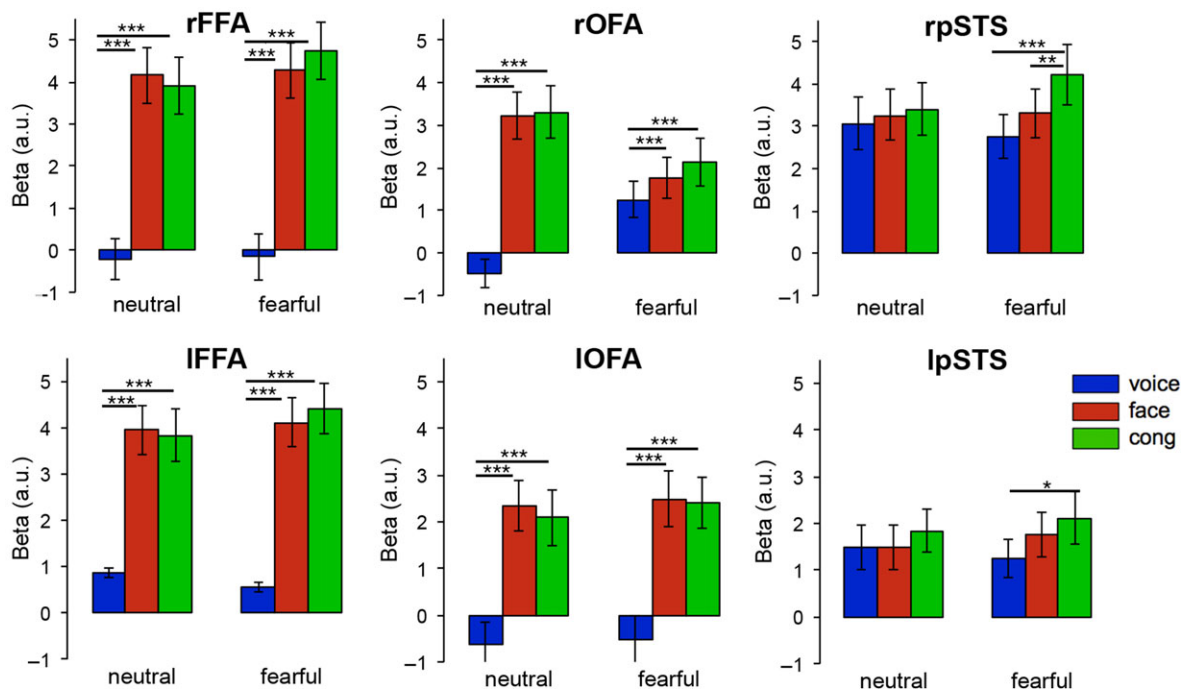 rFFA
Beta (a.u.)
5
4
3
2
1
0
–1
***
***
***
***
neutral
fearful
rOFA
Beta (a.u.)
5
4
3
2
1
0
–1
***
***
***
***
neutral
fearful
rpSTS
Beta (a.u.)
5
4
3
2
1
0
–1
***
**
neutral
fearful
lFFA
Beta (a.u.)
5
4
3
2
1
0
–1
***
***
***
***
neutral
fearful
lOFA
Beta (a.u.)
5
4
3
2
1
0
–1
***
***
***
***
neutral
fearful
lpSTS
Beta (a.u.)
5
4
3
2
1
0
–1
*
neutral
fearful
voice
face
cong